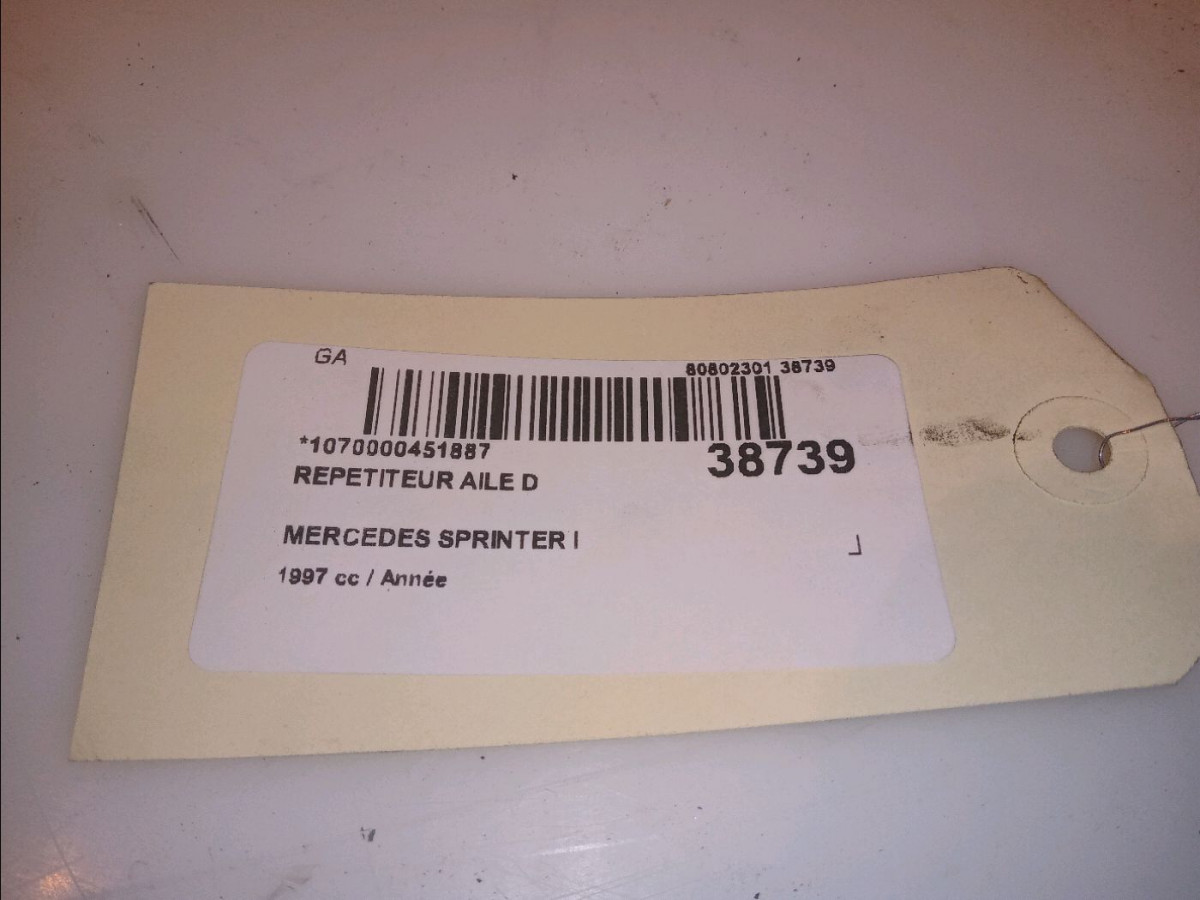 GA
80802301 38739
*1070000451887
38739
REPETITEUR AILE D
MERCEDES SPRINTER I
1997 cc / Année